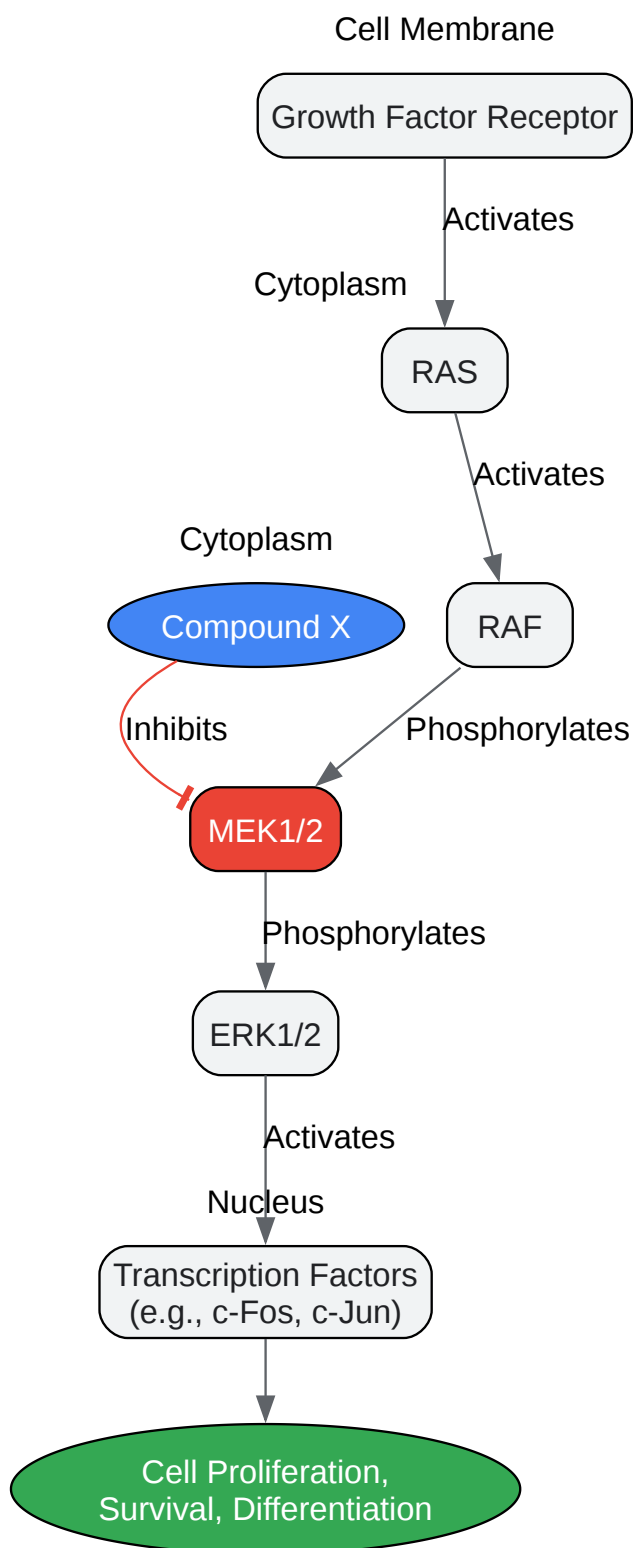 Cell Membrane
Growth Factor Receptor
Activates
Cytoplasm
RAS
Activates
Cytoplasm
Compound X
RAF
Inhibits
Phosphorylates
MEK1/2
Phosphorylates
ERK1/2
Activates
Nucleus
Transcription Factors
(e.g., c-Fos, c-Jun)
Cell Proliferation,
Survival, Differentiation